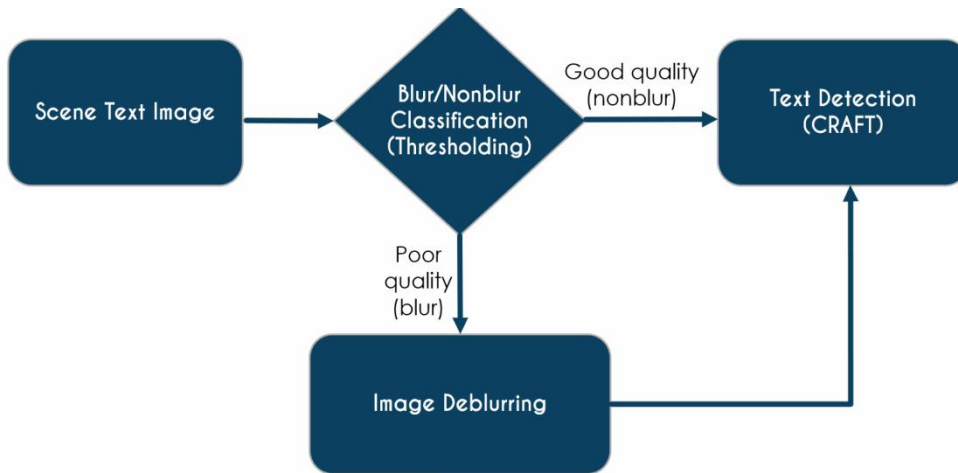 Scene Text Image
Blur/Nonblur
Classification
(Thresholding)
Good quality
(nonblur)
Text Detection
(CRAFT)
Poor
quality
(blur)
Image Deblurring